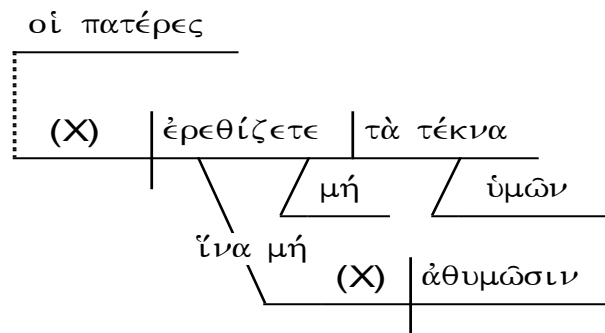 οἱ πατέρες
(X) ἐρεθίζετε τὰ τέκνα
μή ὑμῶν
ἵνα μή
(X) ἀθυμῶσιν